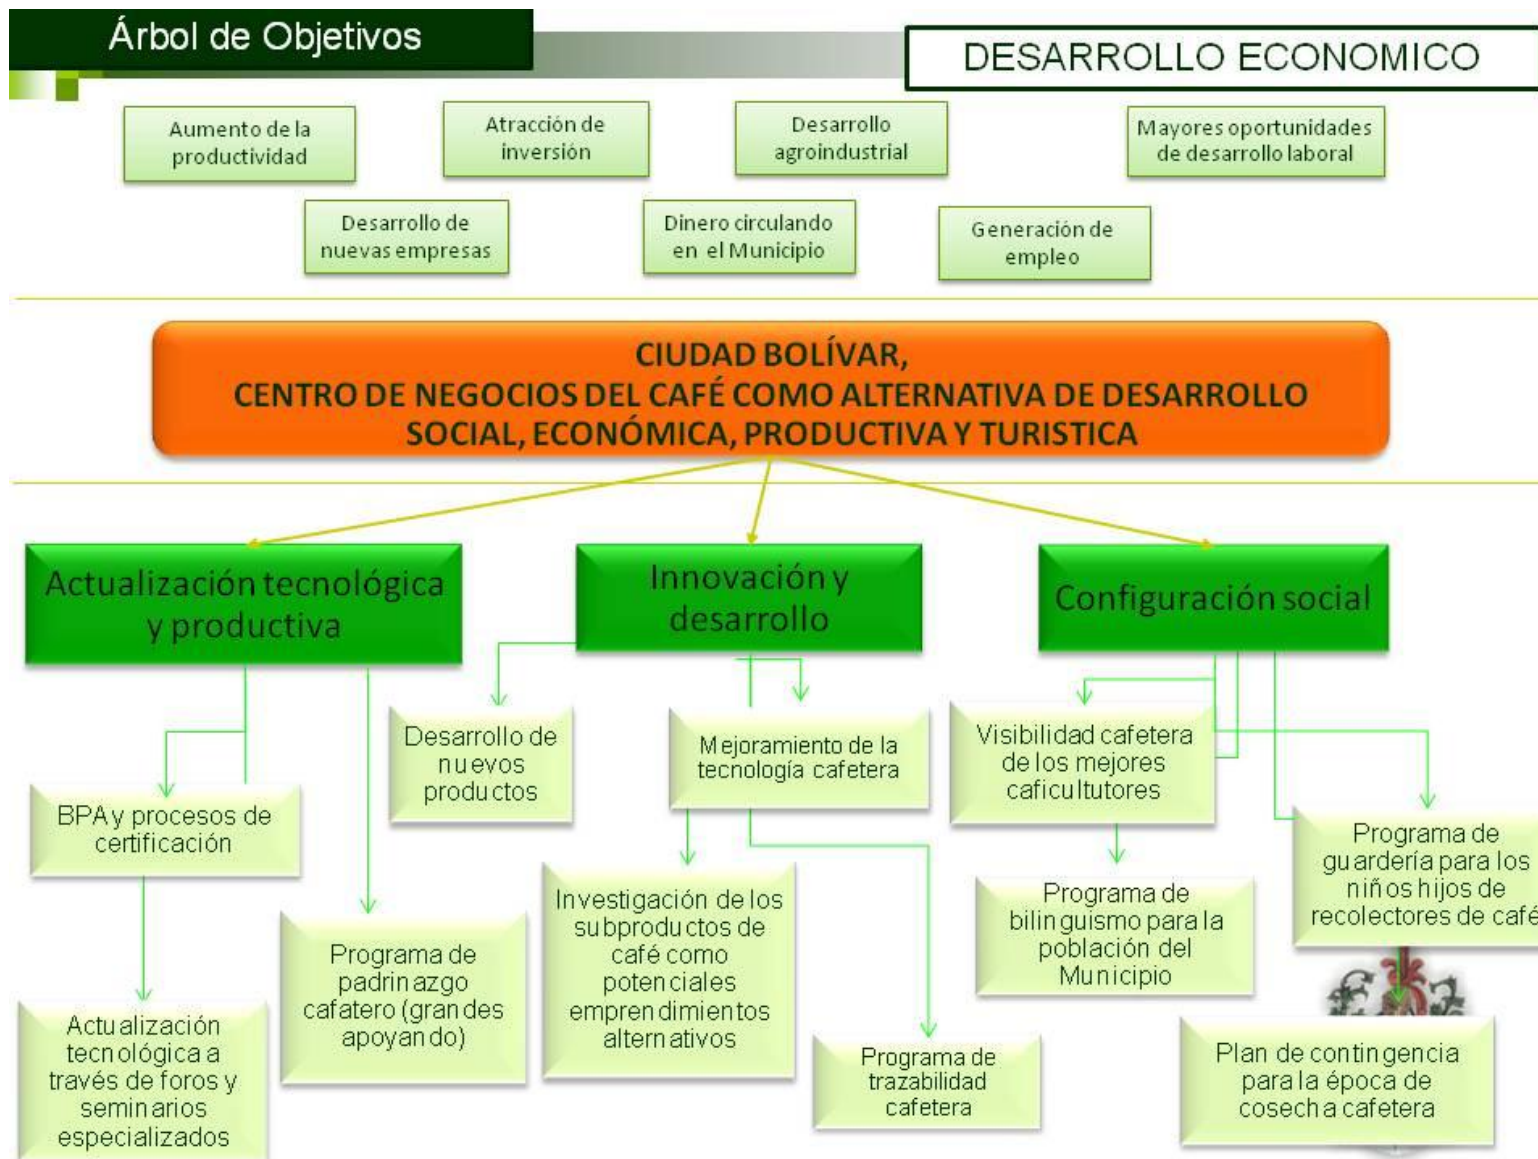 Árbol de Objetivos
DESARROLLO ECONOMICO
Aumento de la
productividad
Atracción de
inversión
Desarrollo
agroindustrial
Mayores oportunidades
de desarrollo laboral
Desarrollo de
nuevas empresas
Dinero circulando
en el Municipio
Generación de
empleo
CIUDAD BOLÍVAR,
CENTRO DE NEGOCIOS DEL CAFÉ COMO ALTERNATIVA DE DESARROLLO
SOCIAL, ECONÓMICA, PRODUCTIVA Y TURISTICA
Actualización tecnológica
y productiva
Innovación y
desarrollo
Configuración social
Desarrollo de
nuevos
productos
Mejoramiento de la
tecnología cafetera
Visibilidad cafetera
de los mejores
caficultutores
BPA y procesos de
certificación
Programa de
guardería para los
niños hijos de
recolectores de café
Investigación de los
subproductos de
café como
potenciales
emprendimientos
alternativos
Programa de
bilinguismo para la
población del
Municipio
Programa de
padrinazgo
cafatero (grandes
apoyando)
Actualización
tecnológica a
través de foros y
seminarios
especializados
Programa de
trazabilidad
cafetera
Plan de contingencia
para la época de
cosecha cafetera